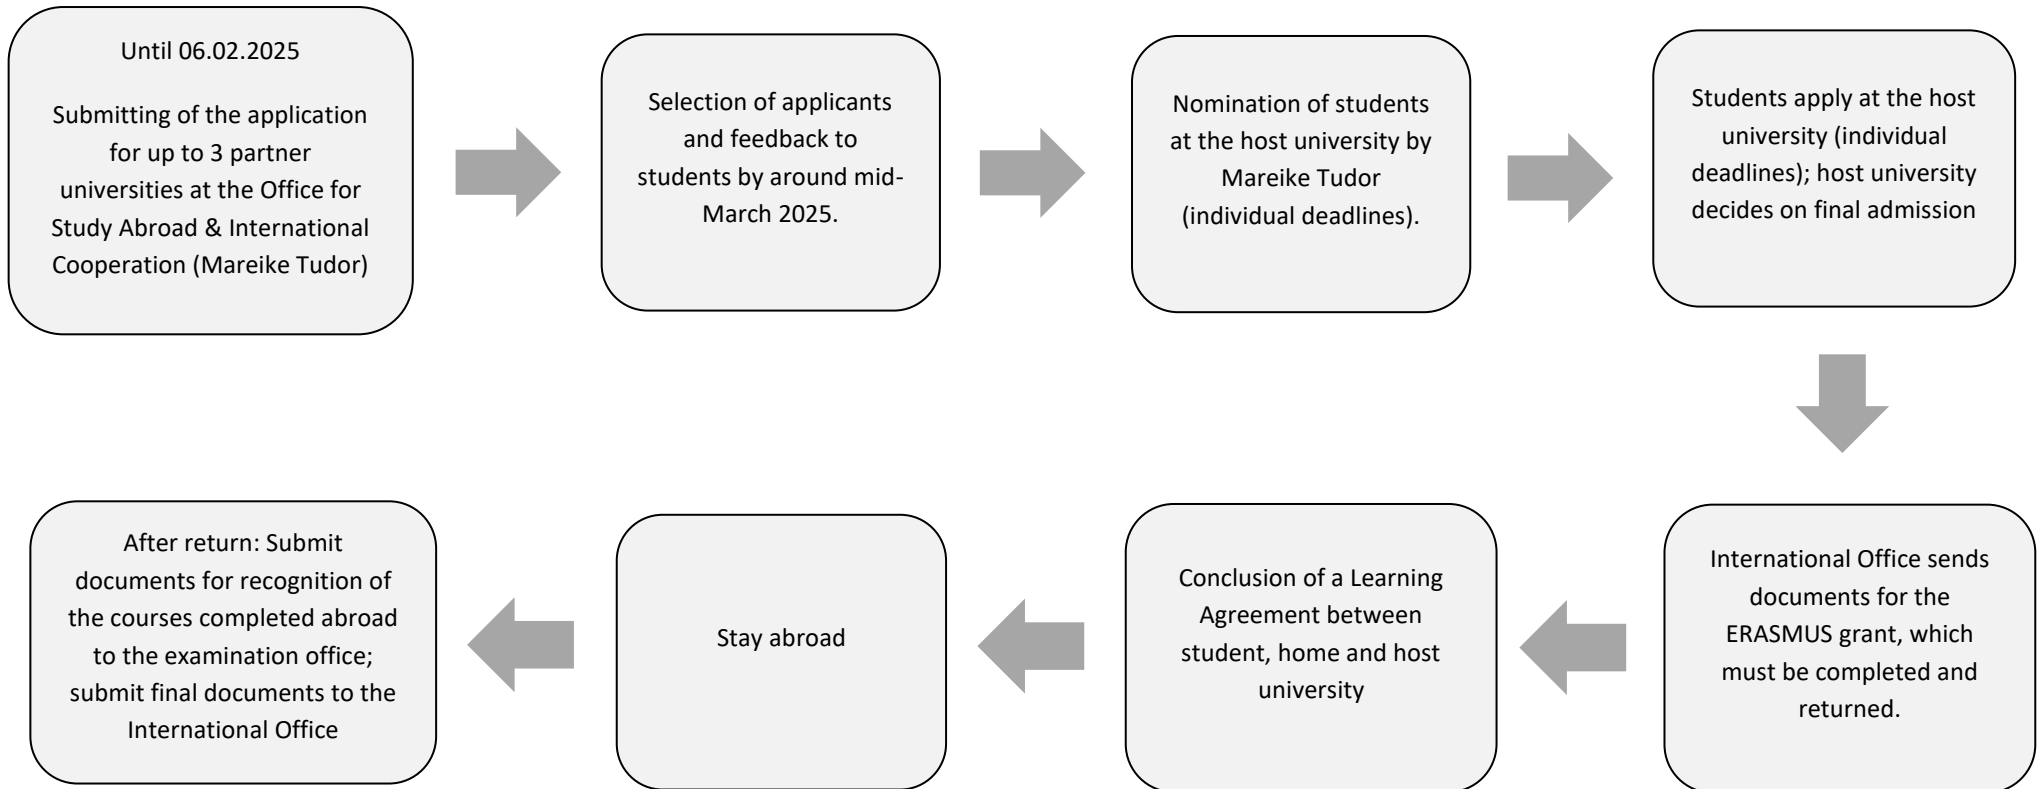 Until 06.02.2025
Submitting of the application
for up to 3 partner
universities at the Office for
Study Abroad & International
Cooperation (Mareike Tudor)
Selection of applicants
and feedback to
students by around mid-
March 2025.
Nomination of students
at the host university by
Mareike Tudor
(individual deadlines).
Students apply at the host
university (individual
deadlines); host university
decides on final admission
International Office sends
documents for the
ERASMUS grant, which
must be completed and
returned.
Conclusion of a Learning
Agreement between
student, home and host
university
Stay abroad
After return: Submit
documents for recognition of
the courses completed abroad
to the examination office;
submit final documents to the
International Office